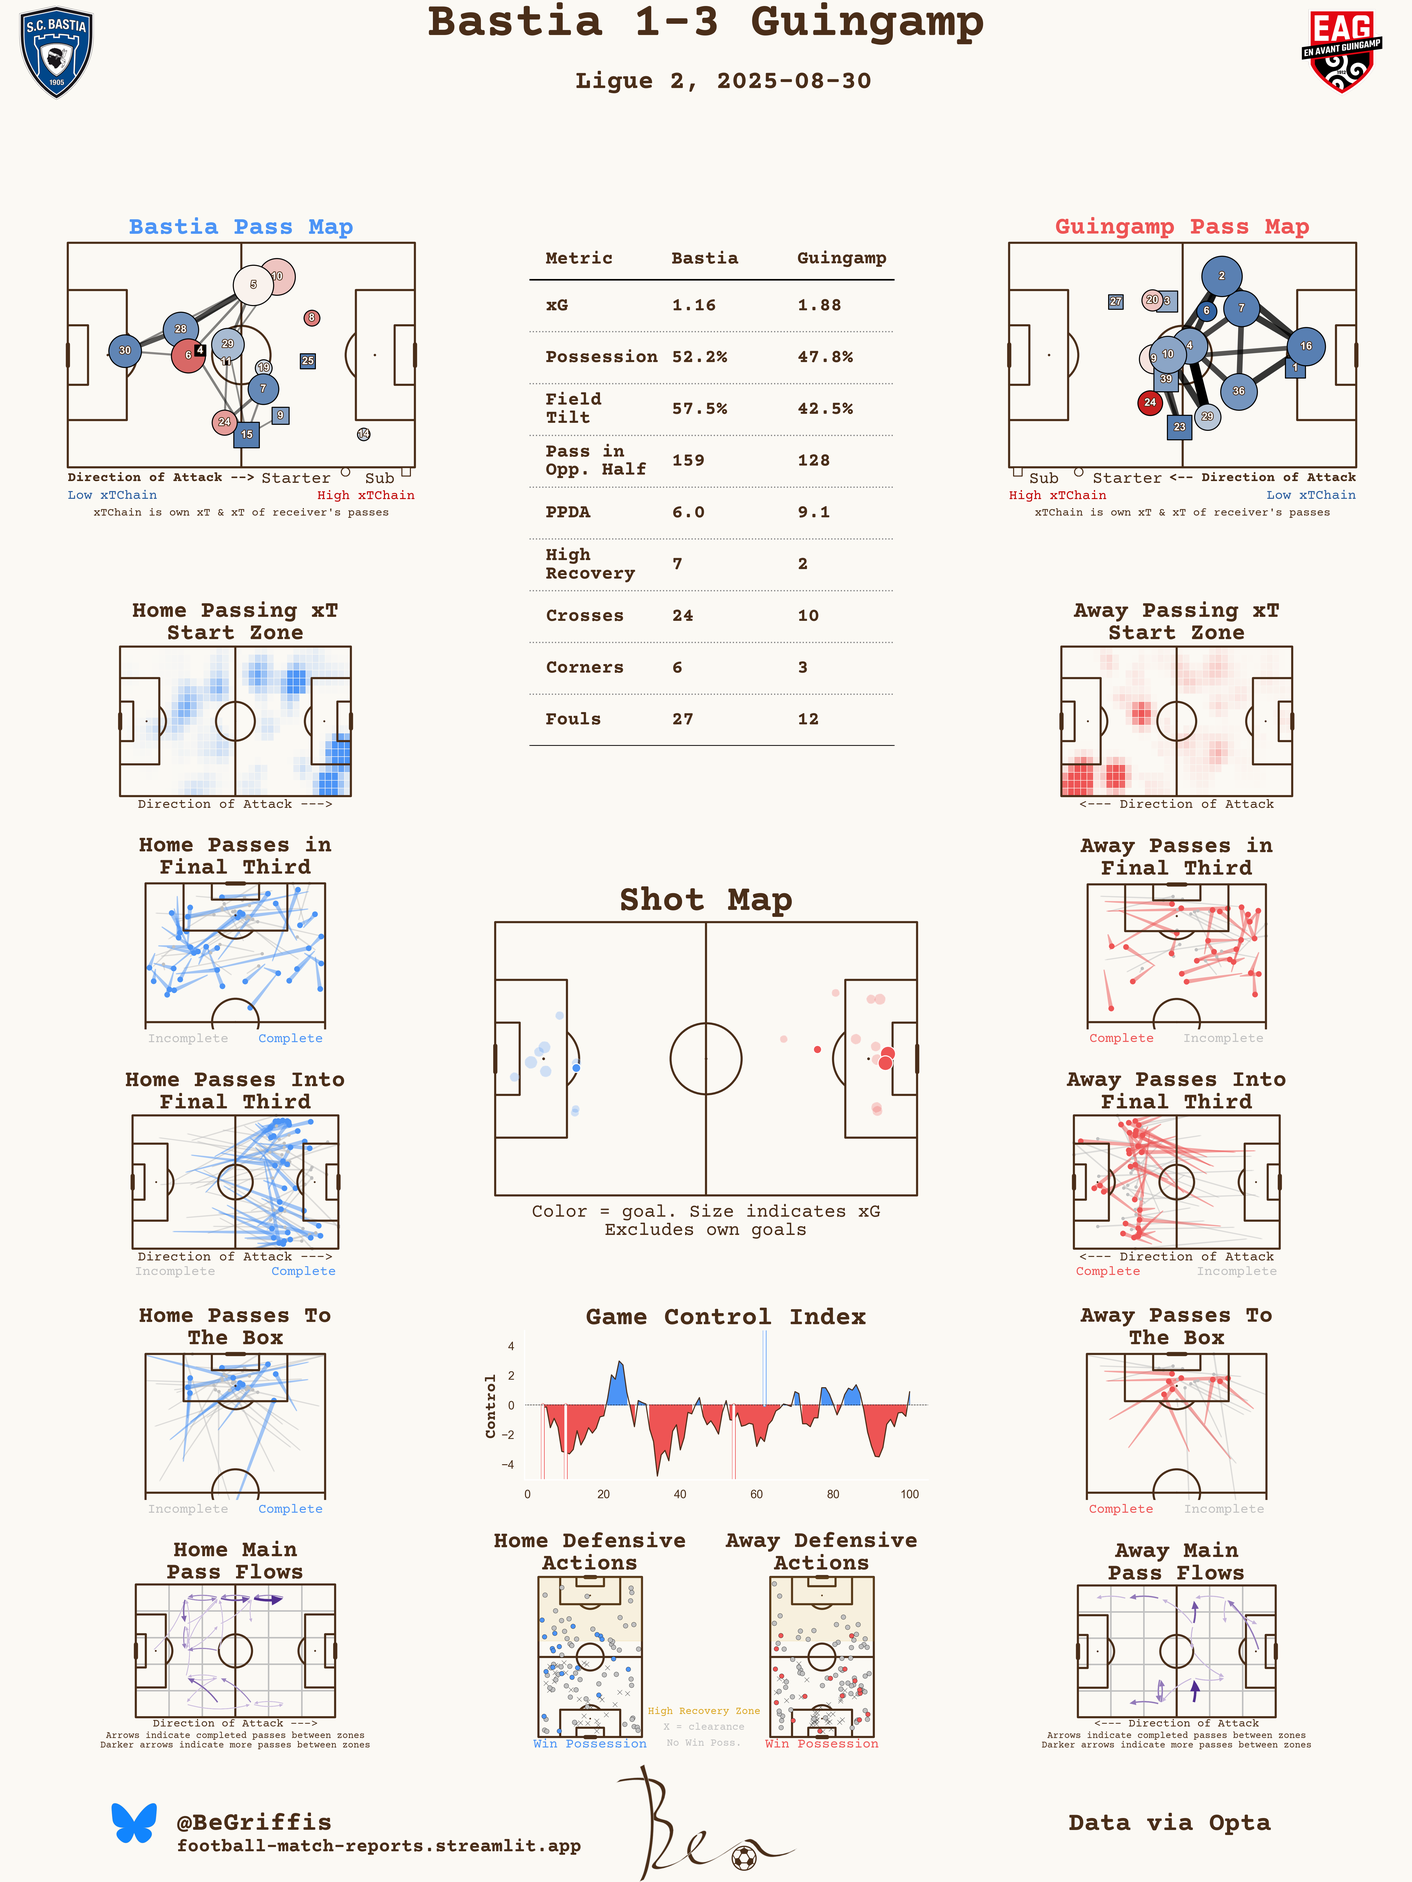 Bastia 1-3 Guingamp
Ligue 2, 2025-08-30
S.C. BASTIA
1905
EAG
EN AVANT GUINGAMP
1912
Bastia Pass Map
5
10
8
28
30
6
4
29
11
19
25
7
9
24
15
14
Direction of Attack --> Starter Sub
Low xTChain High xTChain
xTChain is own xT & xT of receiver's passes
Metric Bastia Guingamp
xG 1.16 1.88
Possession 52.2% 47.8%
Field
Tilt 57.5% 42.5%
Pass in
Opp. Half 159 128
PPDA 6.0 9.1
High
Recovery 7 2
Crosses 24 10
Corners 6 3
Fouls 27 12
Guingamp Pass Map
2
27
20
3
6
7
4
16
9
10
1
39
36
24
29
23
Sub Starter <-- Direction of Attack
High xTChain Low xTChain
xTChain is own xT & xT of receiver's passes
Home Passing xT
Start Zone
Direction of Attack --->
Away Passing xT
Start Zone
<--- Direction of Attack
Home Passes in
Final Third
Incomplete Complete
Away Passes in
Final Third
Complete Incomplete
Shot Map
Color = goal. Size indicates xG
Excludes own goals
Home Passes Into
Final Third
Direction of Attack --->
Incomplete Complete
Away Passes Into
Final Third
<--- Direction of Attack
Complete Incomplete
Home Passes To
The Box
Incomplete Complete
Game Control Index
Control
4
2
0
−2
−4
0 20 40 60 80 100
Away Passes To
The Box
Complete Incomplete
Home Main
Pass Flows
Direction of Attack --->
Arrows indicate completed passes between zones
Darker arrows indicate more passes between zones
Home Defensive
Actions
Win Possession
High Recovery Zone
X = clearance
No Win Poss.
Away Defensive
Actions
Win Possession
Away Main
Pass Flows
<--- Direction of Attack
Arrows indicate completed passes between zones
Darker arrows indicate more passes between zones
@BeGriffis
football-match-reports.streamlit.app
Ben
Data via Opta